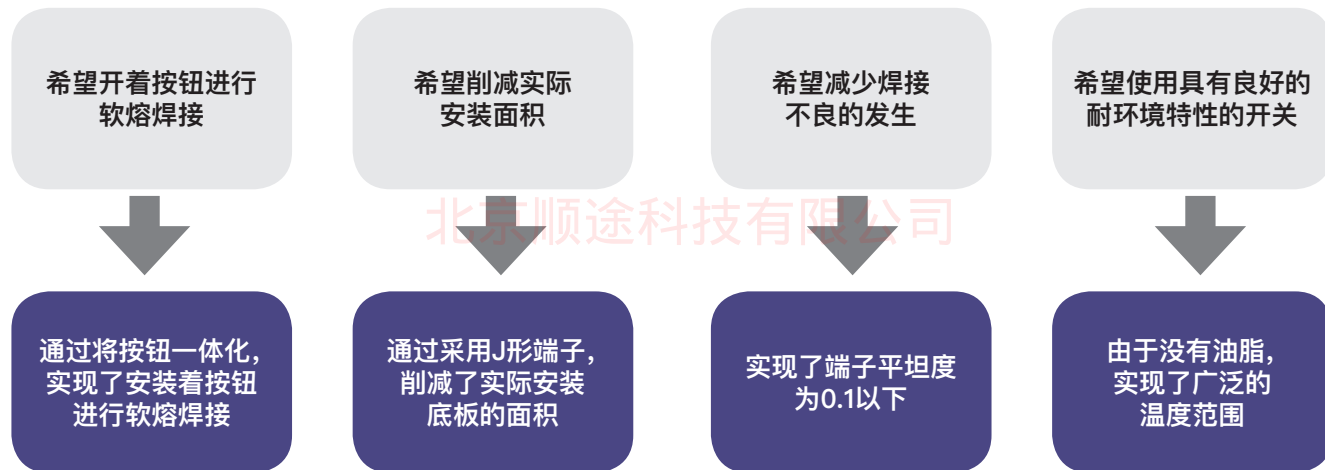 希望开着按钮进行
软熔焊接
希望削减实际
安装面积
希望减少焊接
不良的发生
希望使用具有良好的
耐环境特性的开关
北京顺途科技有限公司
通过将按钮一体化，
实现了安装着按钮
进行软熔焊接
通过采用J形端子，
削减了实际安装
底板的面积
实现了端子平坦度
为0.1以下
由于没有油脂，
实现了广泛的
温度范围